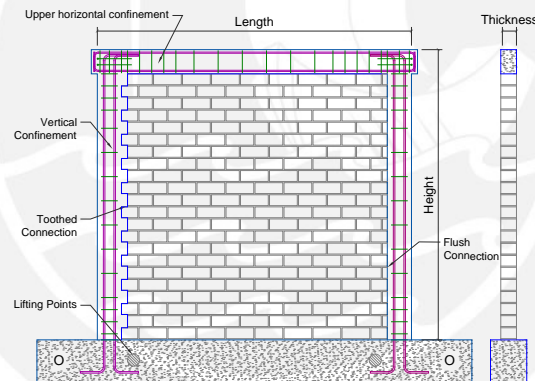 Upper horizontal confinement
Length
Thickness
Vertical
Confinement
Toothed
Connection
Height
Flush
Connection
Lifting Points
O
O